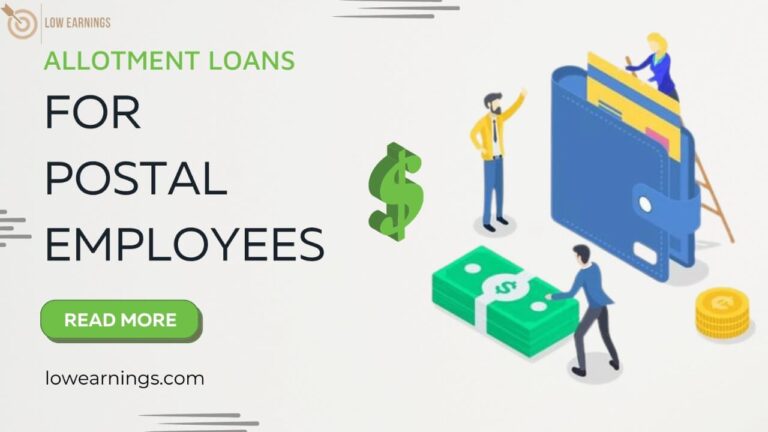 LOW EARNINGS
ALLOTMENT LOANS
FOR
POSTAL
EMPLOYEES
READ MORE
lowearnings.com